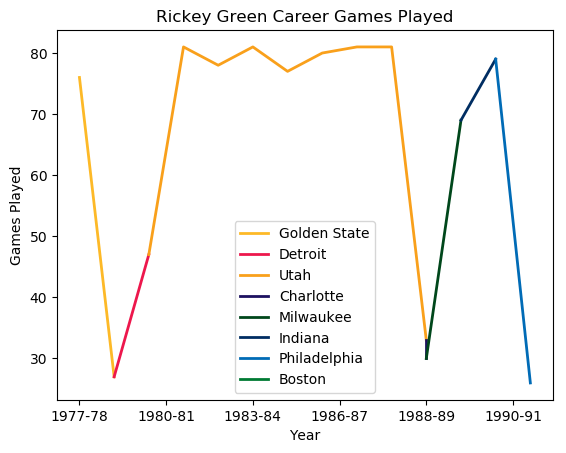 Rickey Green Career Games Played
Games Played
80
70
60
50
40
30
Golden State
Detroit
Utah
Charlotte
Milwaukee
Indiana
Philadelphia
Boston
1977-78 1980-81 1983-84 1986-87 1988-89 1990-91
Year